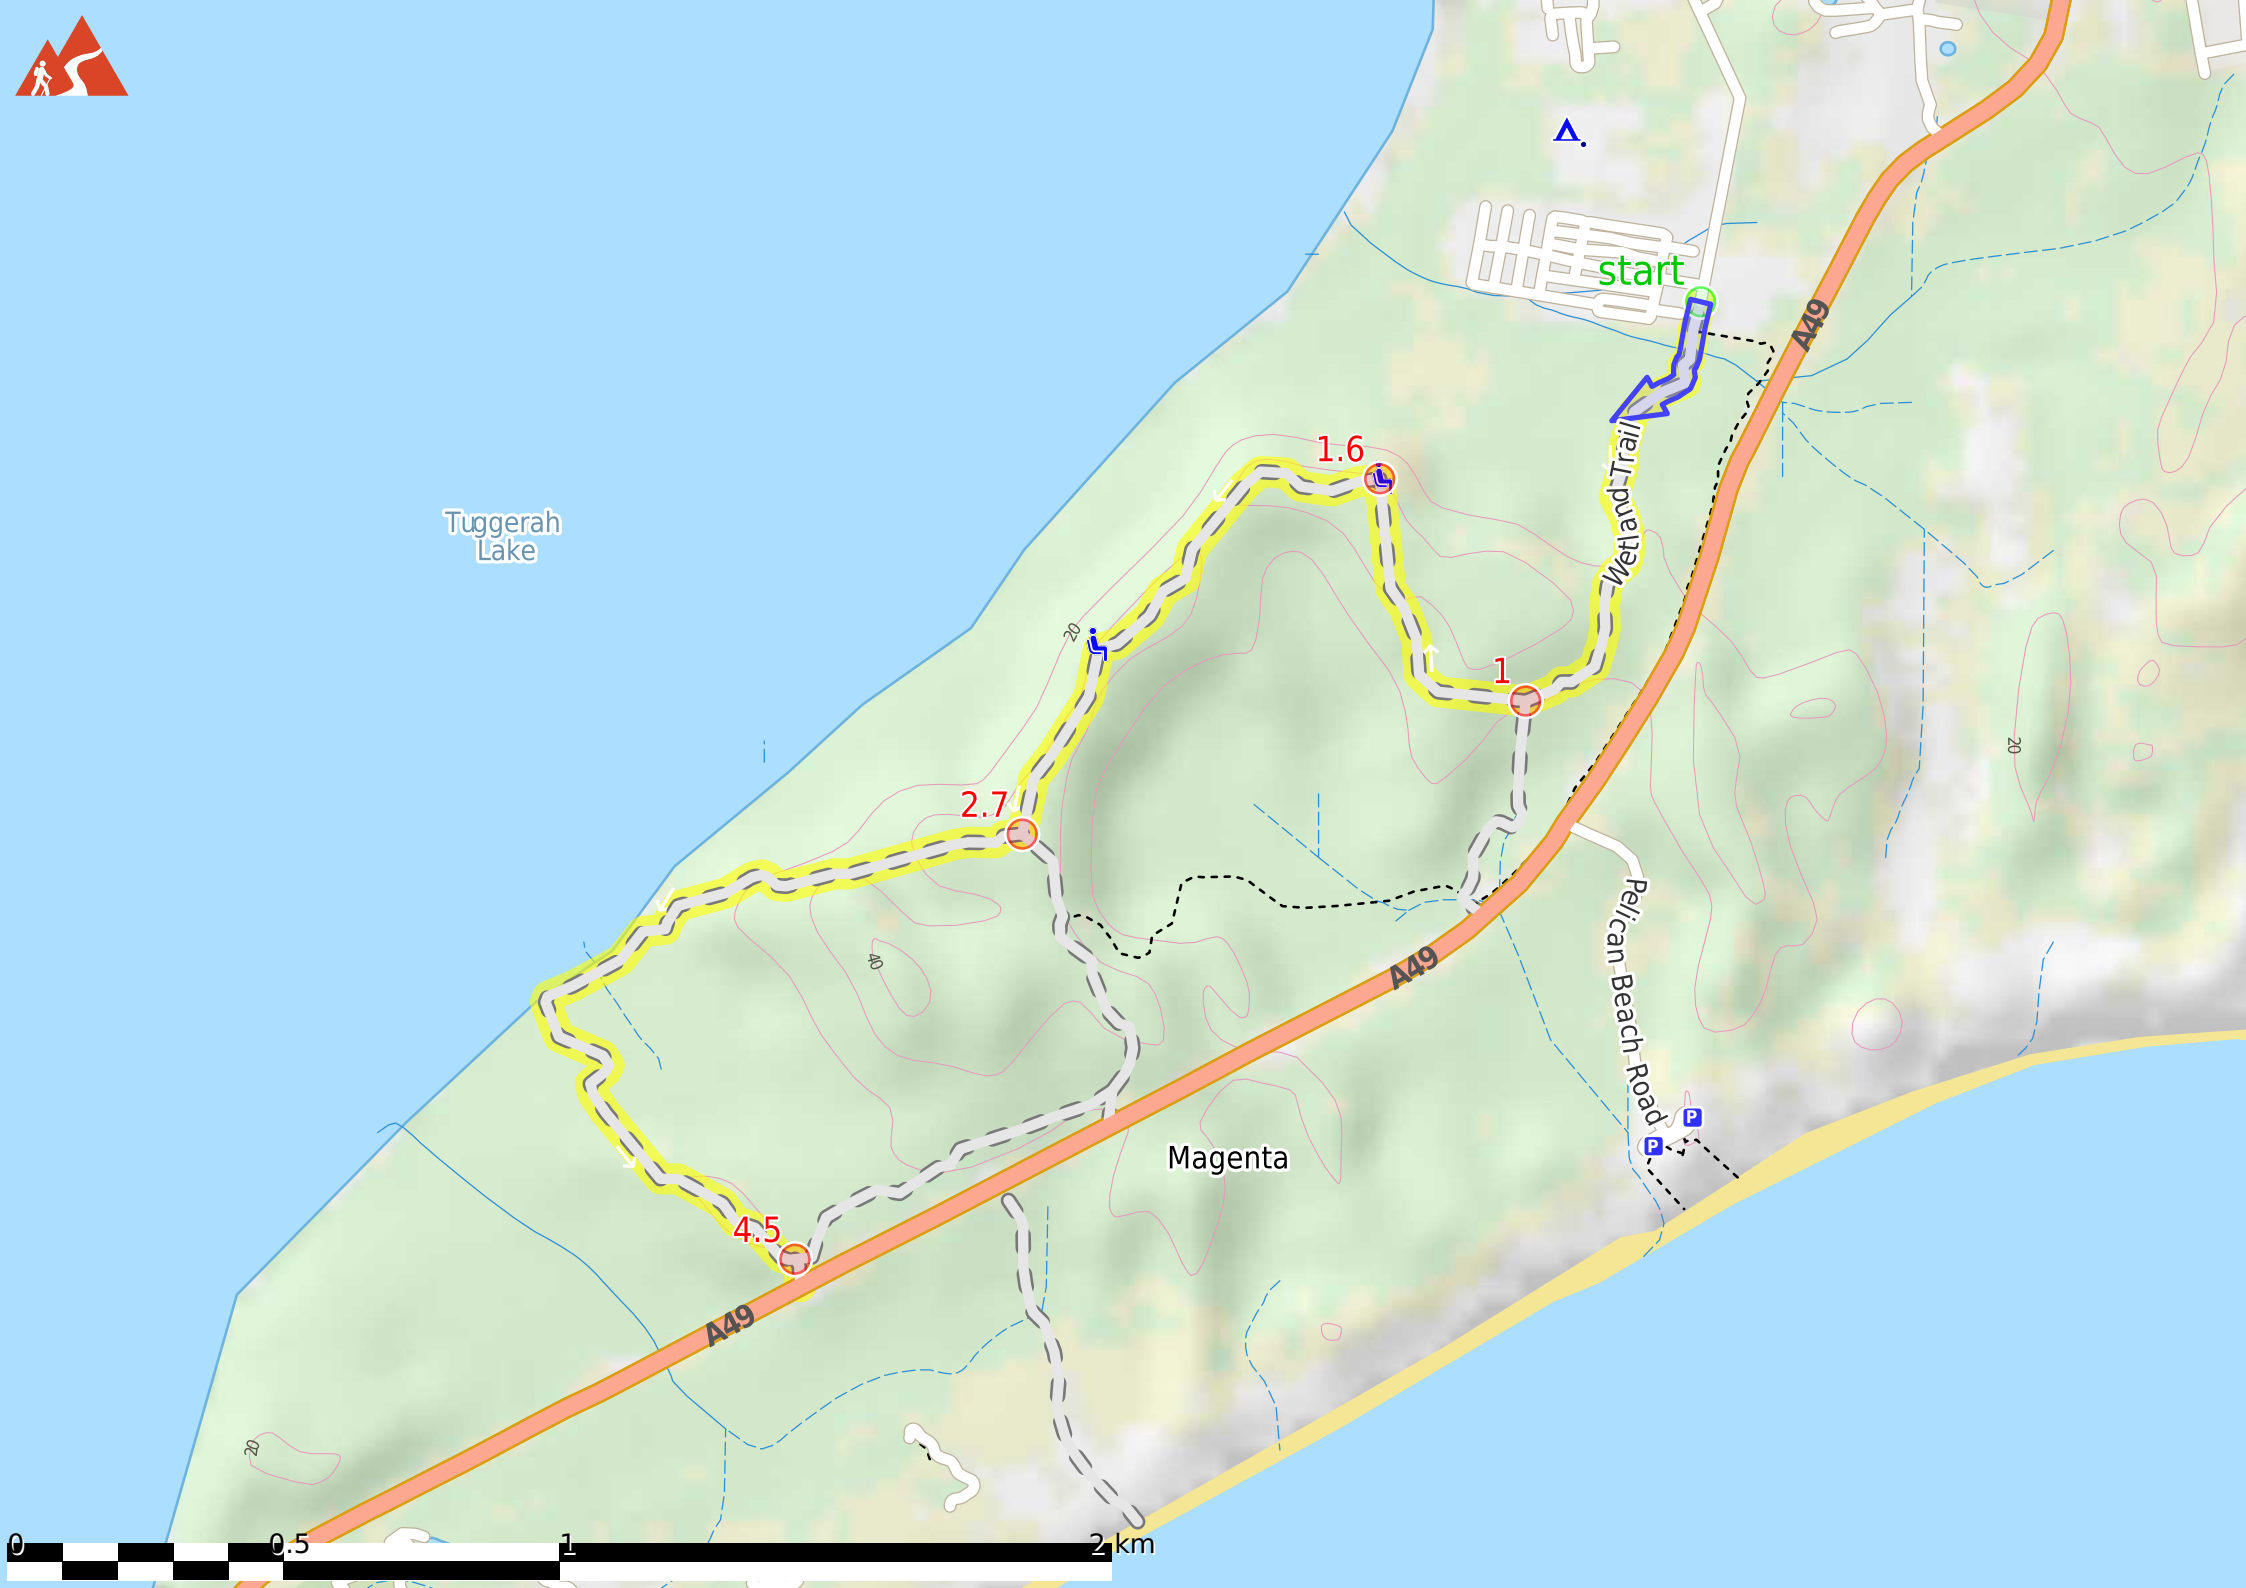 start
A49
1.6
Wetland Trail
Tuggerah
Lake
20
1
20
2.7
Pelican Beach Road
40
A49
P
P
Magenta
4.5
A49
20
0
0.5
1
2 km